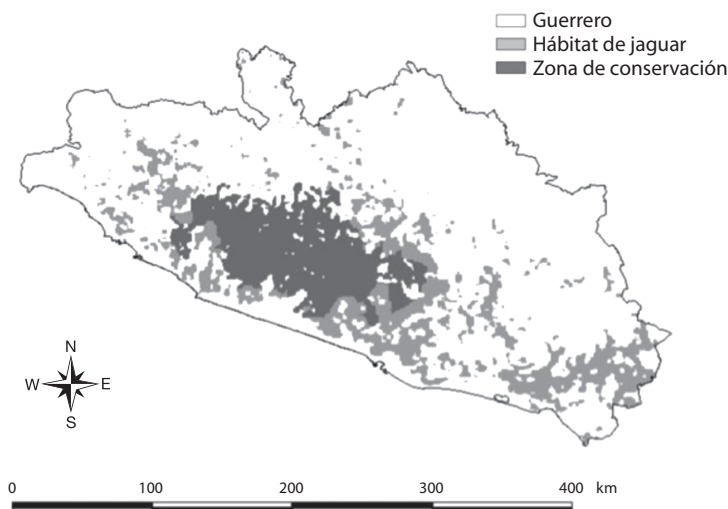 Guerrero
Hábitat de jaguar
Zona de conservación
N
W E
S
0 100 200 300 400 km